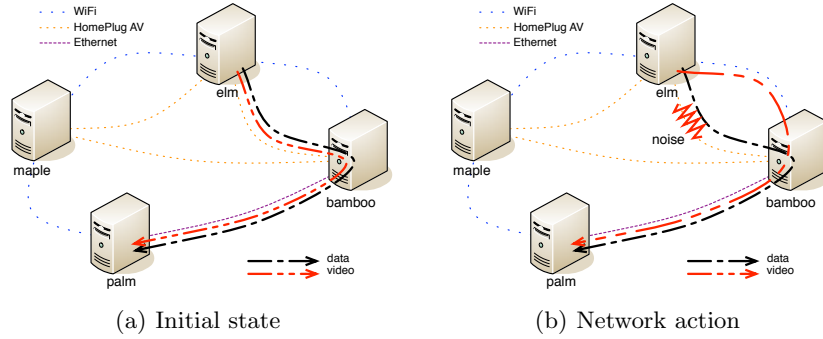 WiFi
HomePlug AV
Ethernet
elm
maple
bamboo
palm
data
video
(a) Initial state
WiFi
HomePlug AV
Ethernet
elm
noise
maple
bamboo
palm
data
video
(b) Network action